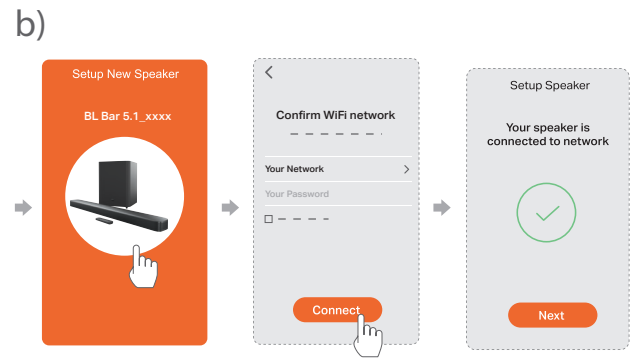 b)
Setup New Speaker
BL Bar 5.1_xxxx
Confirm WiFi network
Your Network
Your Password
Connect
Setup Speaker
Your speaker is
connected to network
Next